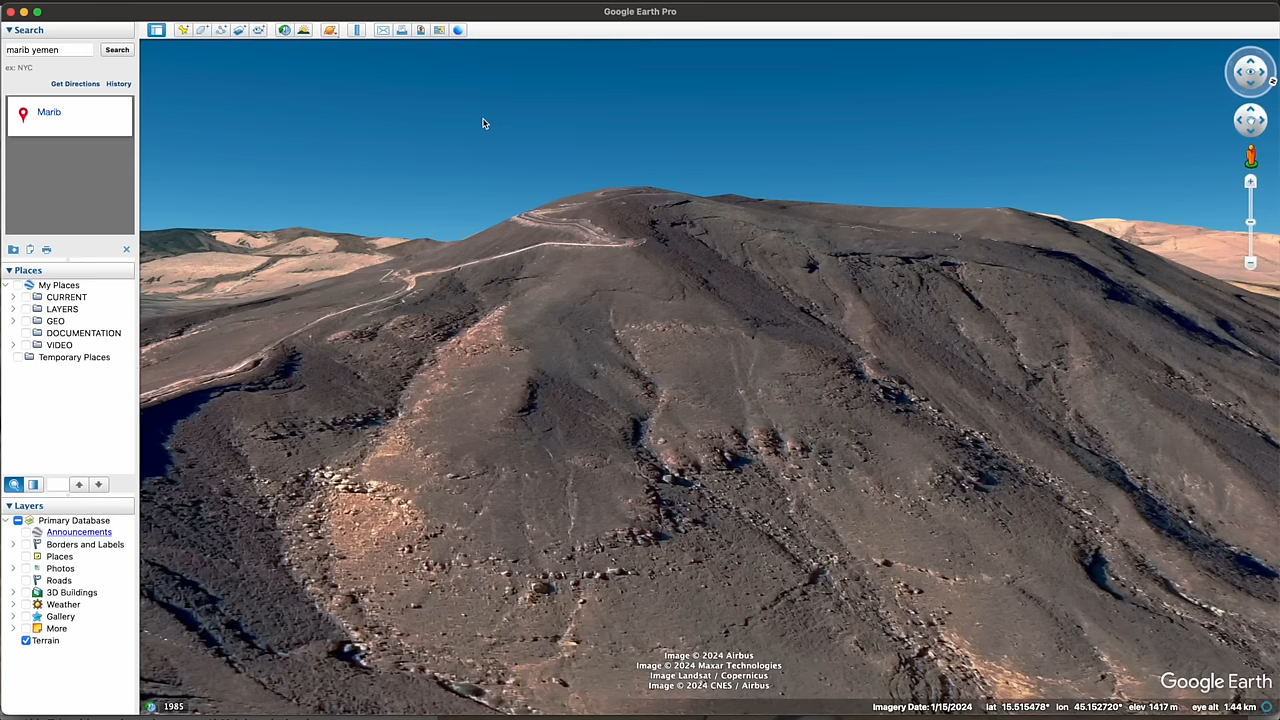 Google Earth Pro
Search
marib yemen
Search
ex: NYC
Get Directions
History
Marib
Places
My Places
CURRENT
LAYERS
GEO
DOCUMENTATION
VIDEO
Temporary Places
Layers
Primary Database
Announcements
Borders and Labels
Places
Photos
Roads
3D Buildings
Weather
Gallery
More
Terrain
Image © 2024 Airbus
Image © 2024 Maxar Technologies
Image Landsat / Copernicus
Image © 2024 CNES / Airbus
Google Earth
1985
Imagery Date: 1/15/2024 lat 15.515478° lon 45.152720° elev 1417 m eye alt 1.44 km